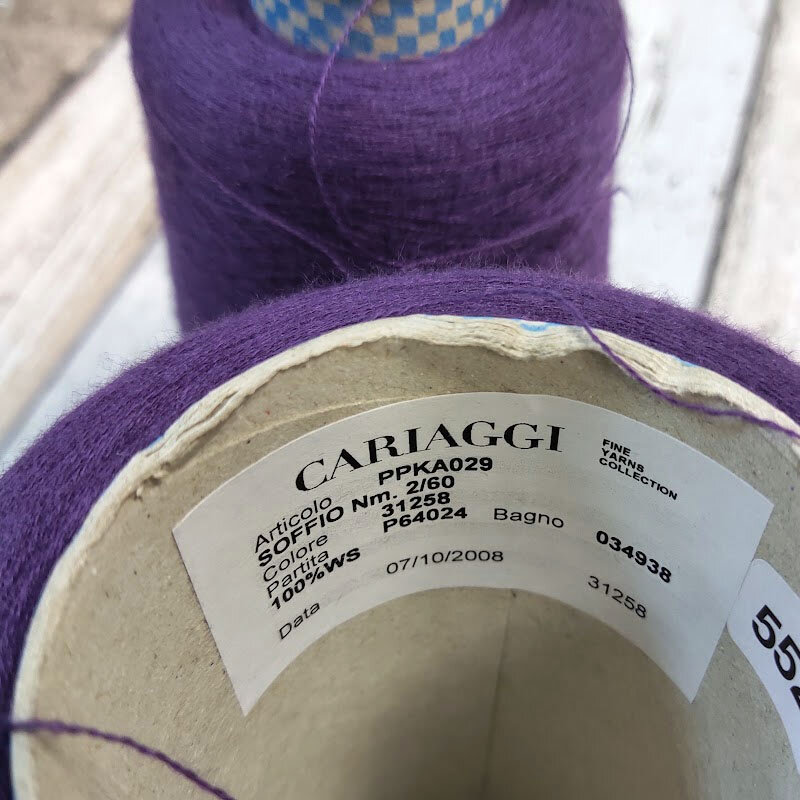 CARIAGGI
FINE
YARNS
COLLECTION
Articolo PPKA029
SOFFIO Nm. 2/60
Colore 31258
Partita P64024 Bagno 034938
100%WS
Data 07/10/2008 31258